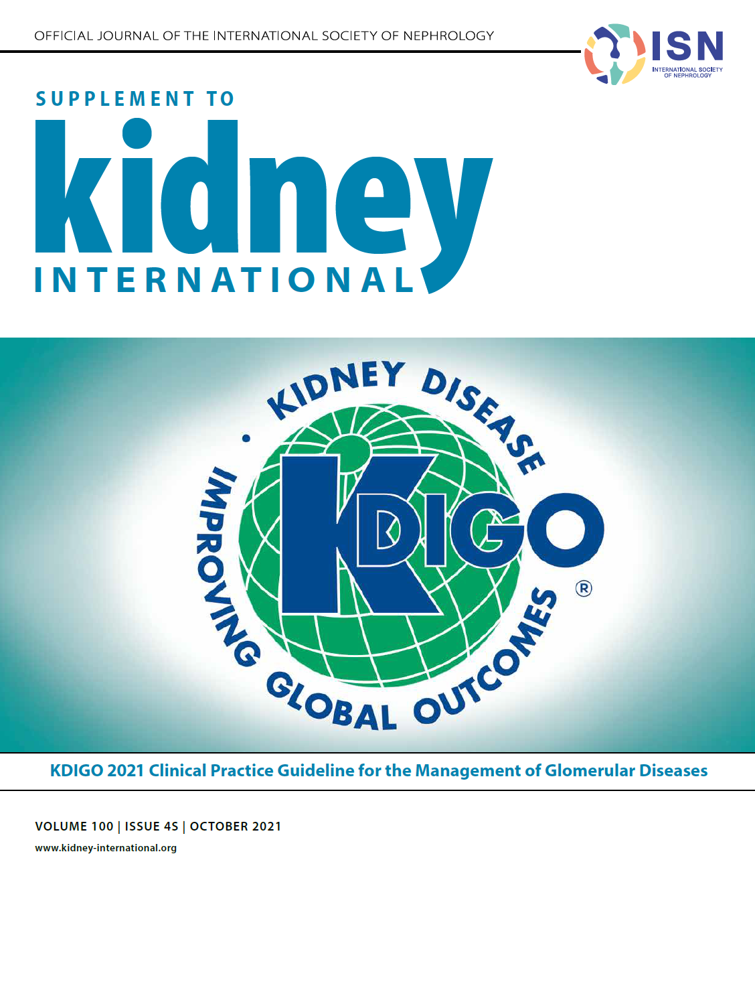 OFFICIAL JOURNAL OF THE INTERNATIONAL SOCIETY OF NEPHROLOGY
ISN
INTERNATIONAL SOCIETY
OF NEPHROLOGY
SUPPLEMENT TO
kidney
INTERNATIONAL
KIDNEY DISEASE
IMPROVING GLOBAL OUTCOMES
KDIGO
®
KDIGO 2021 Clinical Practice Guideline for the Management of Glomerular Diseases
VOLUME 100 | ISSUE 4S | OCTOBER 2021
www.kidney-international.org